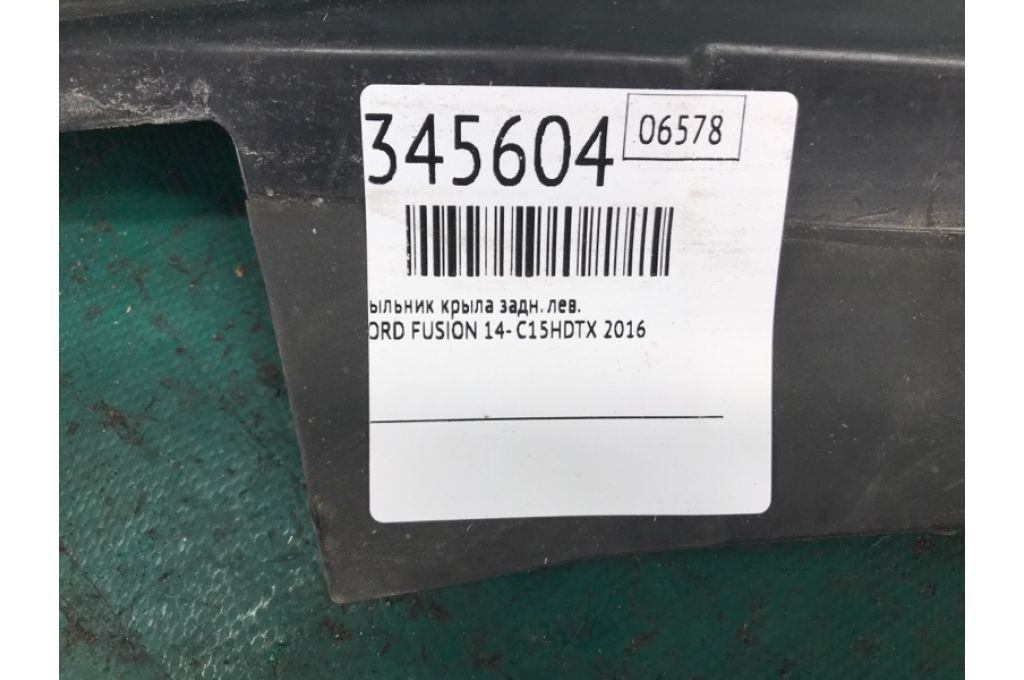 345604
06578
ыльник крыла задн. лев.
ORD FUSION 14- C15HDTX 2016